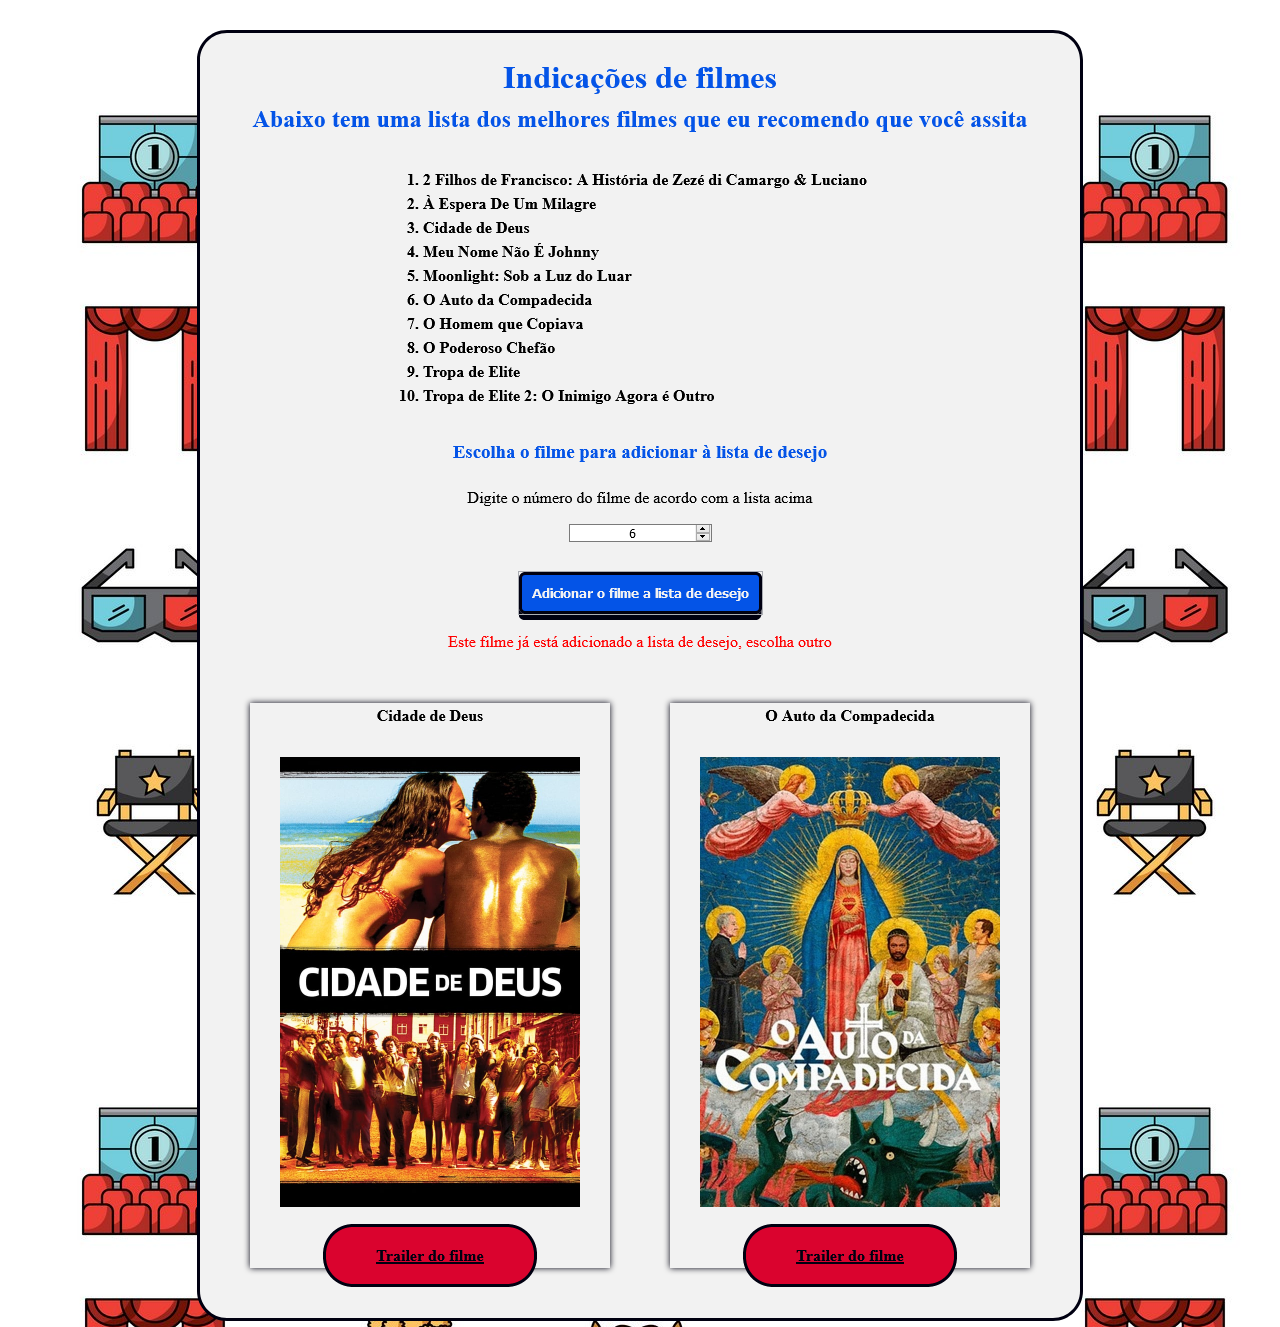 Indicações de filmes
Abaixo tem uma lista dos melhores filmes que eu recomendo que você assita
1
1
1. 2 Filhos de Francisco: A História de Zezé di Camargo & Luciano
2. À Espera De Um Milagre
3. Cidade de Deus
4. Meu Nome Não É Johnny
5. Moonlight: Sob a Luz do Luar
6. O Auto da Compadecida
7. O Homem que Copiava
8. O Poderoso Chefão
9. Tropa de Elite
10. Tropa de Elite 2: O Inimigo Agora é Outro
Escolha o filme para adicionar à lista de desejo
Digite o número do filme de acordo com a lista acima
6
Adicionar o filme a lista de desejo
Este filme já está adicionado a lista de desejo, escolha outro
Cidade de Deus
CIDADE DE DEUS
Trailer do filme
O Auto da Compadecida
O AUTO DA
COMPADECIDA
Trailer do filme
1
1